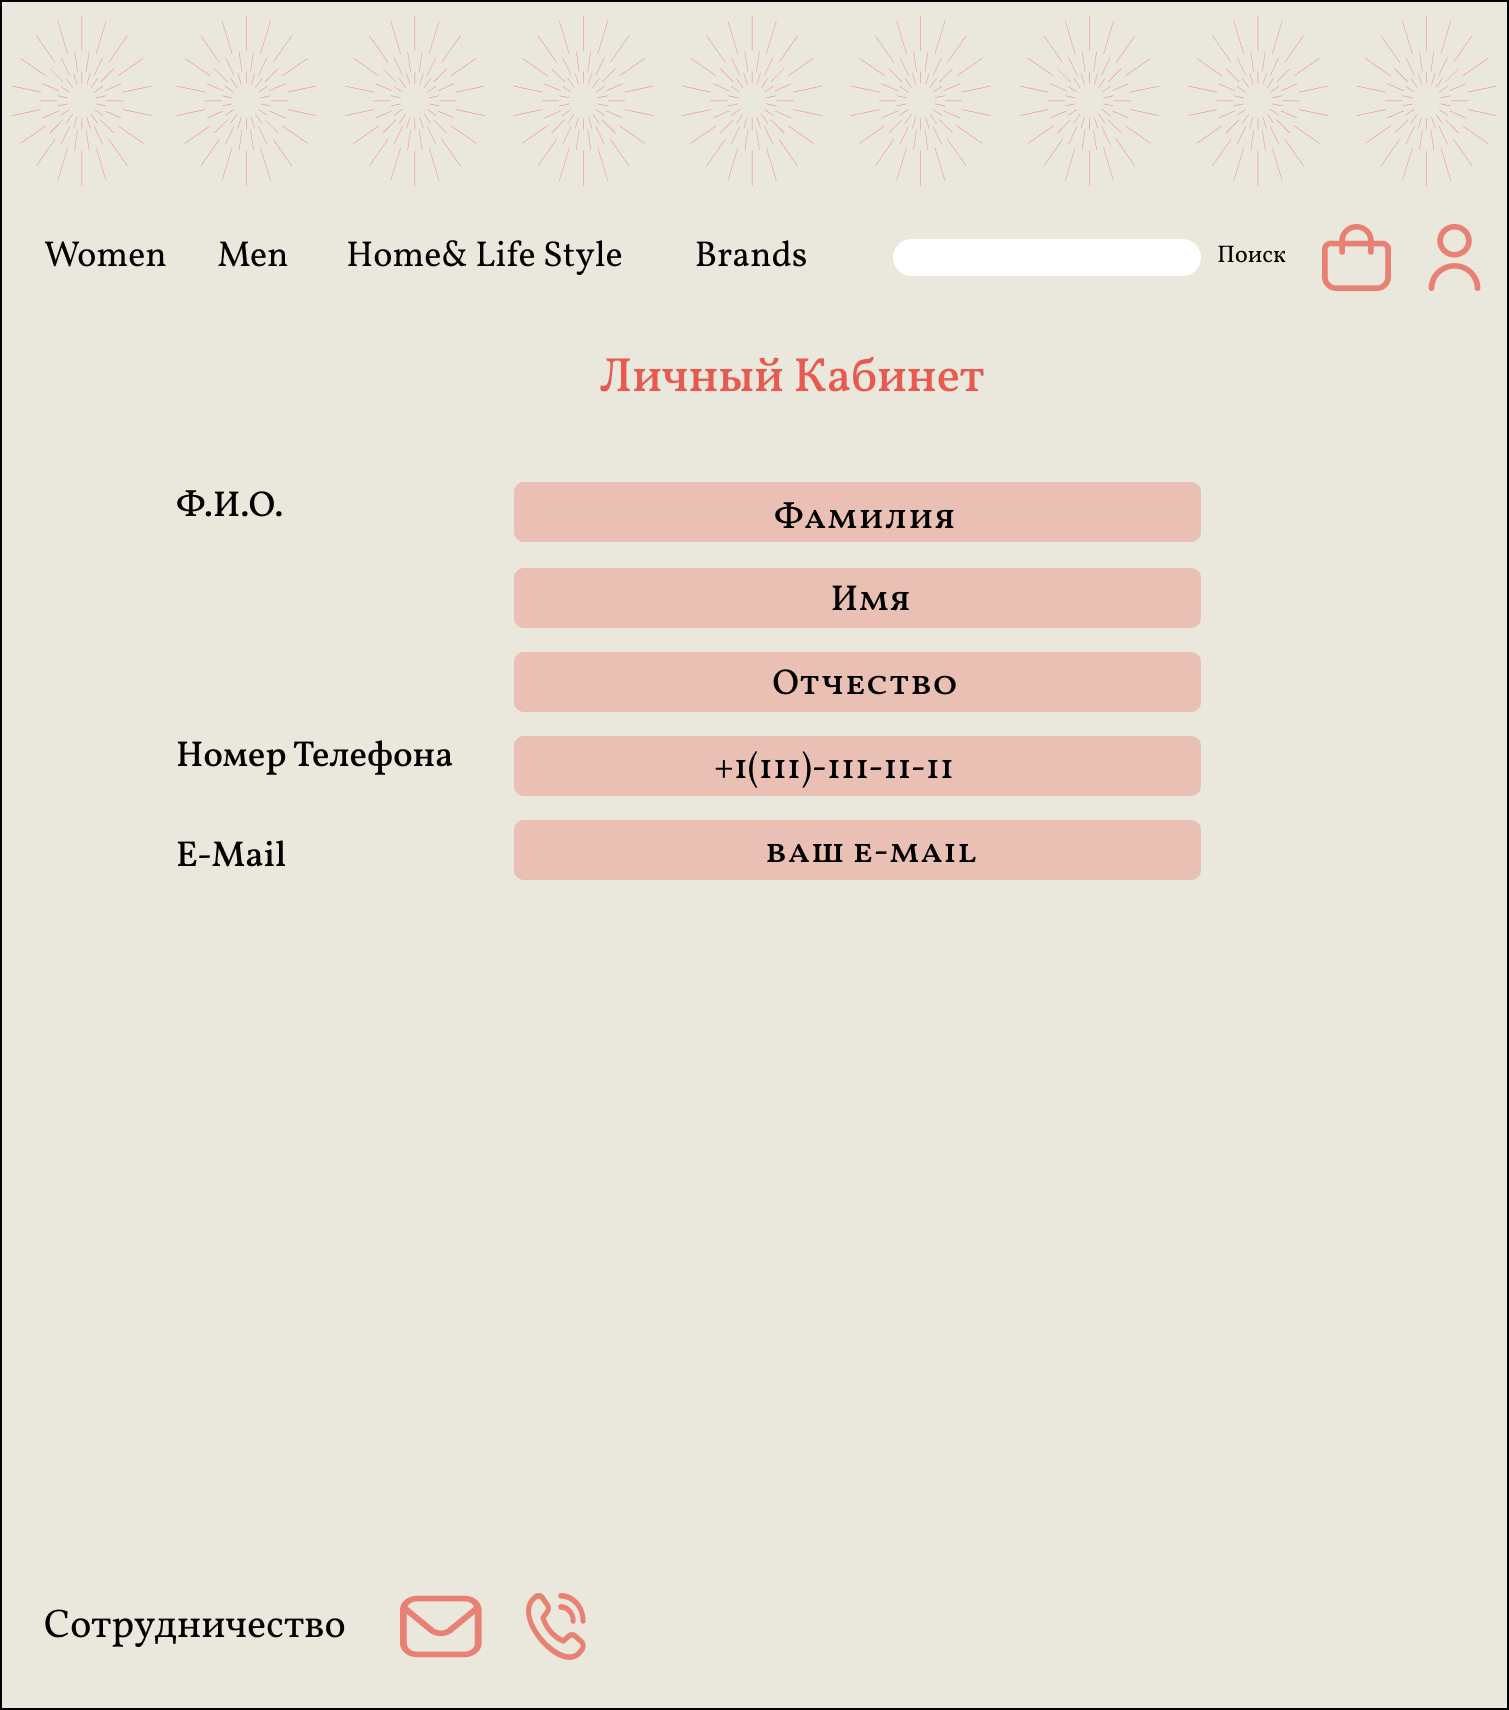 Women Men Home& Life Style Brands Поиск
Личный Кабинет
Ф.И.О. Фамилия
Имя
Отчество
Номер Телефона +1(111)-111-11-11
E-Mail ваш e-mail
Сотрудничество